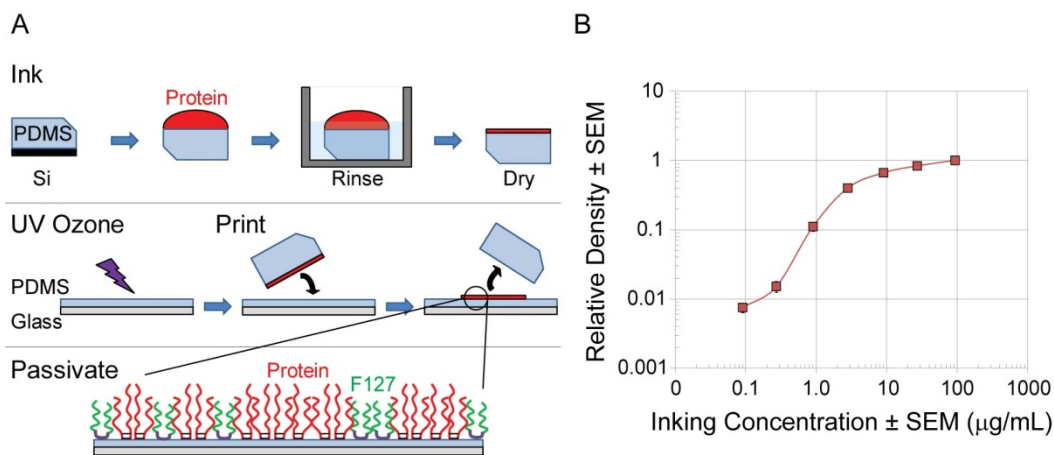 A
Ink
Protein
PDMS
Si
Rinse
Dry
UV Ozone
Print
PDMS
Glass
Passivate
Protein
F127
B
Relative Density ± SEM
10
1
0.1
0.01
0.001
0
0.1
1.0
10
100
1000
Inking Concentration ± SEM (μg/mL)